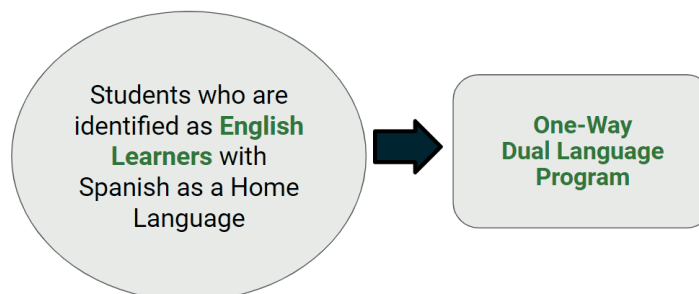 Students who are
identified as English
Learners with
Spanish as a Home
Language
One-Way
Dual Language
Program